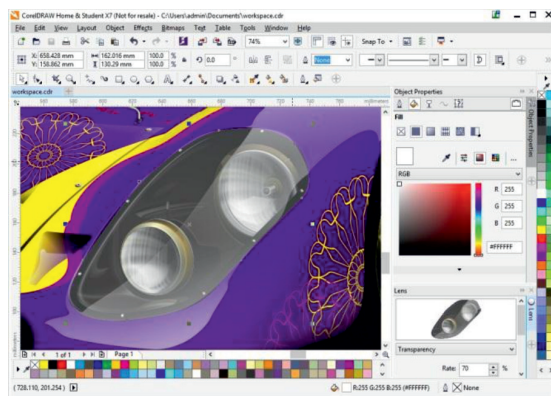 CorelDRAW Home & Student X7 (Not for resale) - C:\Users\admin\Documents\workspace.cdr
File Edit View Layout Object Effects Bitmaps Text Table Tools Window Help
74% Snap To
X: 658.428 mm 162.016 mm 100.0 % 0.0 None
Y: 158.862 mm 130.29 mm 100.0 %
workspace.cdr
millimeters
Object Properties
Fill
RGB
R 255
G 255
B 255
#FFFFFF
Lens
Transparency
Rate: 70 %
Object Properties
Lens
1 of 1 Page 1
( 728.110, 201.254 ) R:255 G:255 B:255 (#FFFFFF) None